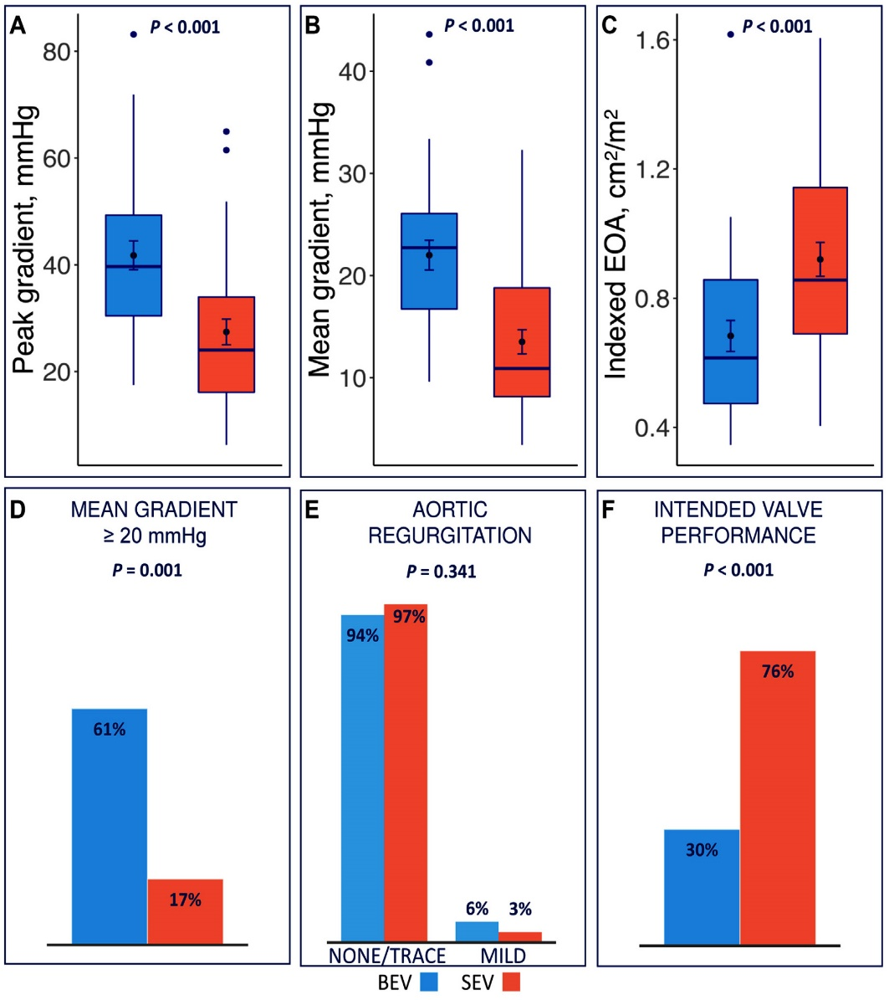 A
P < 0.001
Peak gradient, mmHg
80
60
40
20
B
P < 0.001
Mean gradient, mmHg
40
30
20
10
C
P < 0.001
Indexed EOA, cm²/m²
1.6
1.2
0.8
0.4
D
MEAN GRADIENT
≥ 20 mmHg
P = 0.001
61%
17%
E
AORTIC
REGURGITATION
P = 0.341
94%
97%
6%
3%
NONE/TRACE
MILD
F
INTENDED VALVE
PERFORMANCE
P < 0.001
30%
76%
BEV
SEV